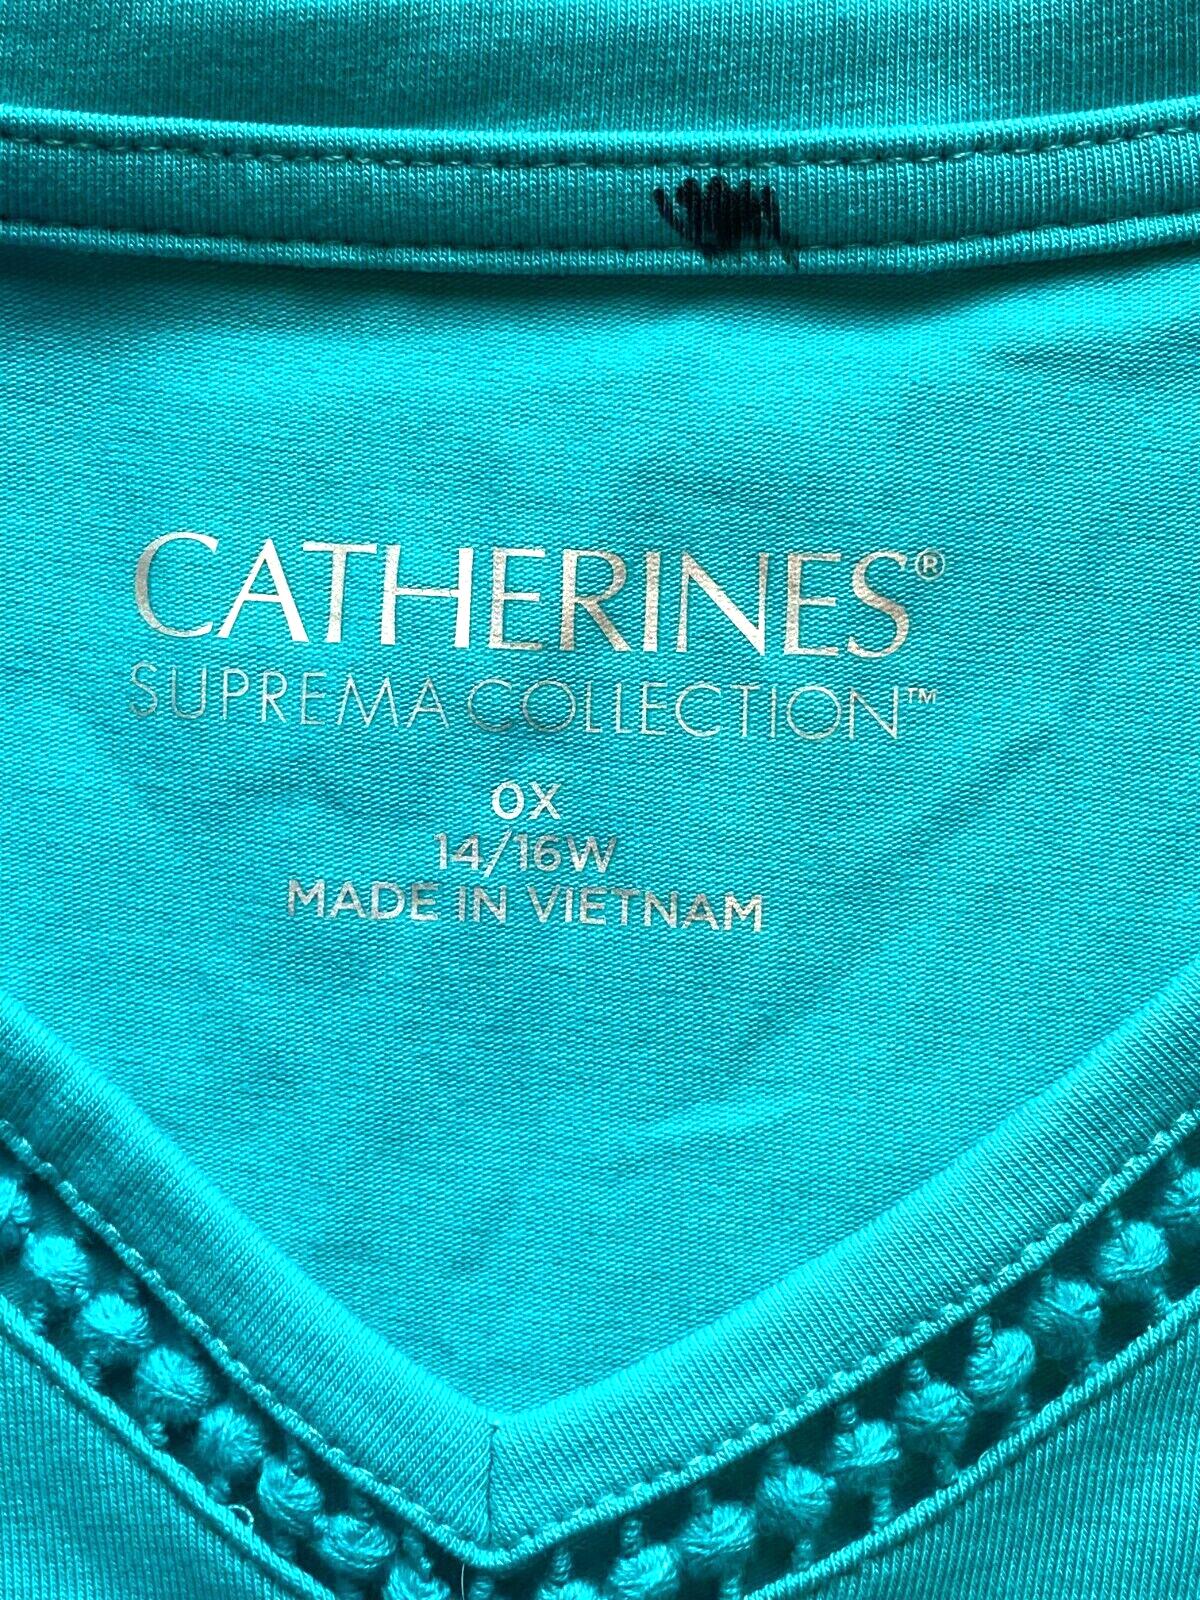 CATHERINES®
SUPREMA COLLECTION™
0X
14/16W
MADE IN VIETNAM